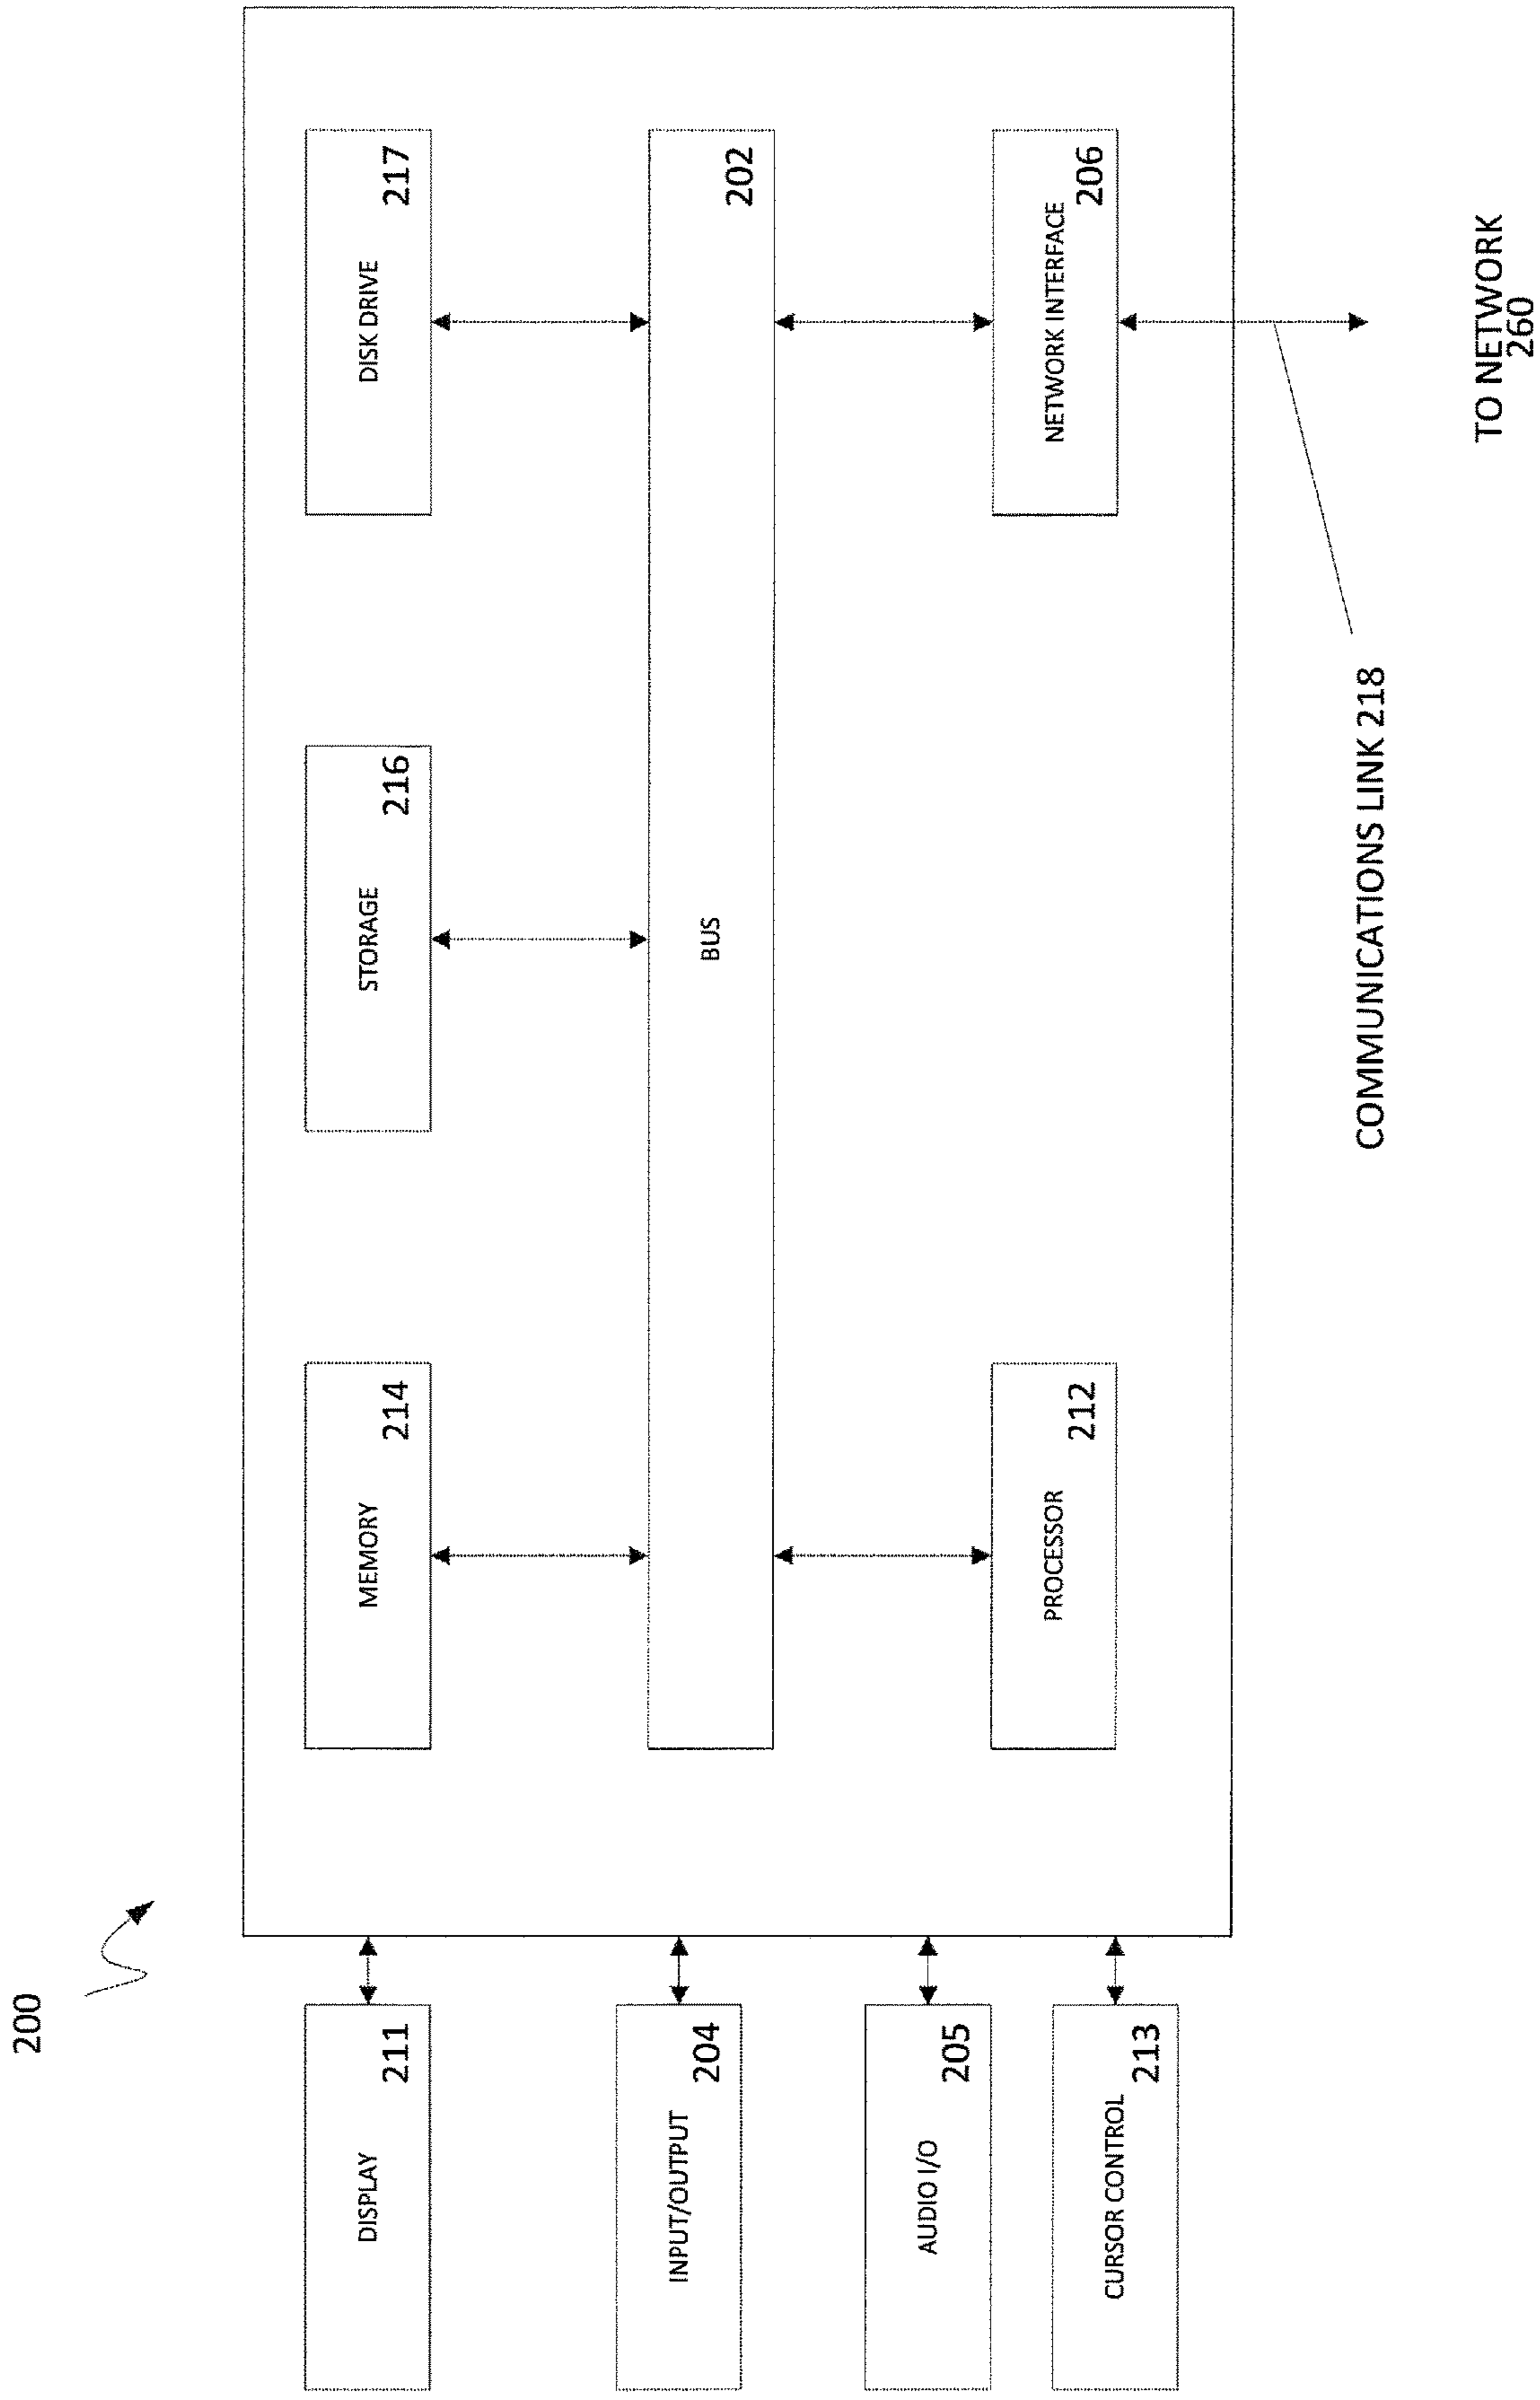 200
DISPLAY
211
INPUT/OUTPUT
204
AUDIO I/O
205
CURSOR CONTROL
213
MEMORY
214
STORAGE
216
DISK DRIVE
217
BUS
202
PROCESSOR
212
NETWORK INTERFACE
206
COMMUNICATIONS LINK 218
TO NETWORK
260